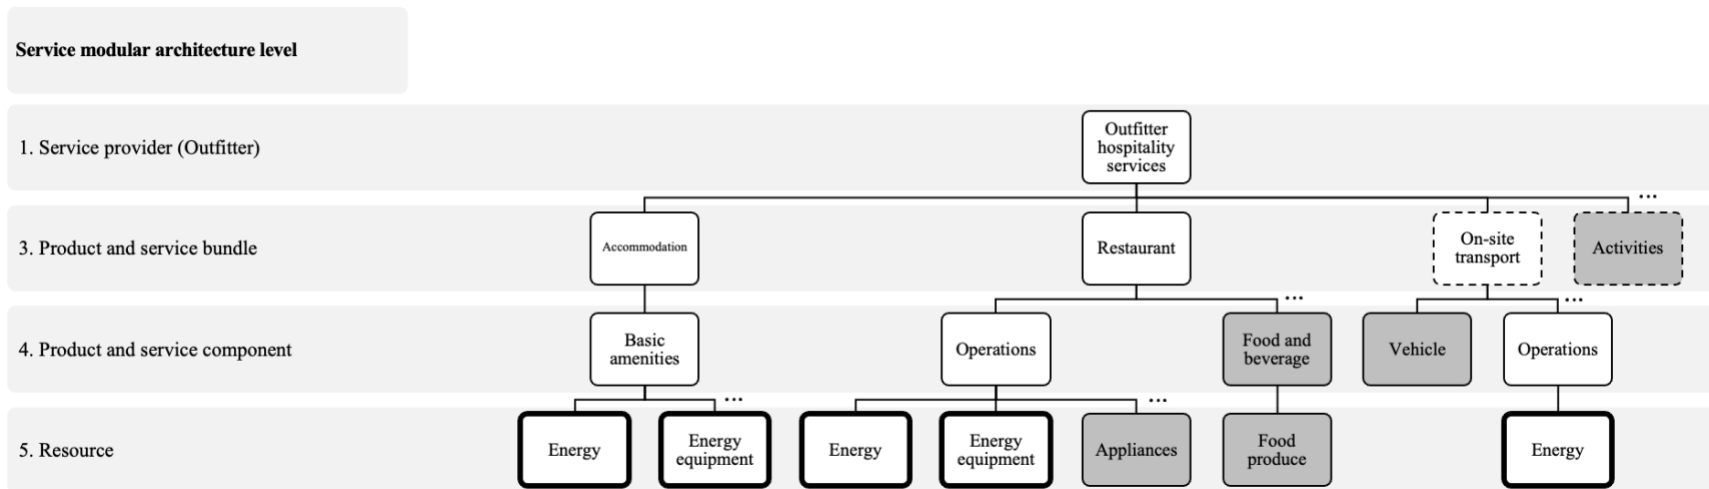 Service modular architecture level
1. Service provider (Outfitter)
Outfitter
hospitality
services
...
3. Product and service bundle
Accommodation
Restaurant
On-site
transport
Activities
...
...
4. Product and service component
Basic
amenities
Operations
Food and
beverage
Vehicle
Operations
...
...
5. Resource
Energy
Energy
equipment
Energy
Energy
equipment
Appliances
Food
produce
Energy